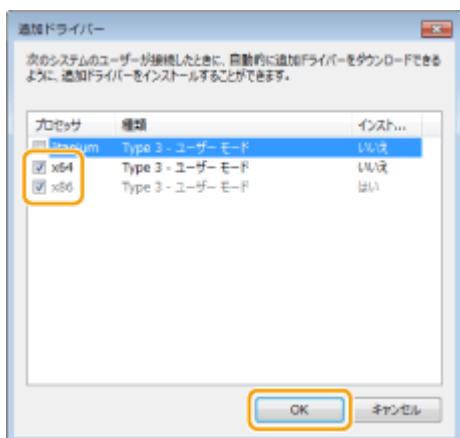 追加ドライバー
次のシステムのユーザーが接続したときに、自動的に追加ドライバーをダウンロードできる
ように、追加ドライバーをインストールすることができます。
プロセッサ 種類 インスト...
Itanium Type 3 - ユーザー モード いいえ
x64 Type 3 - ユーザー モード いいえ
x86 Type 3 - ユーザー モード はい
OK キャンセル